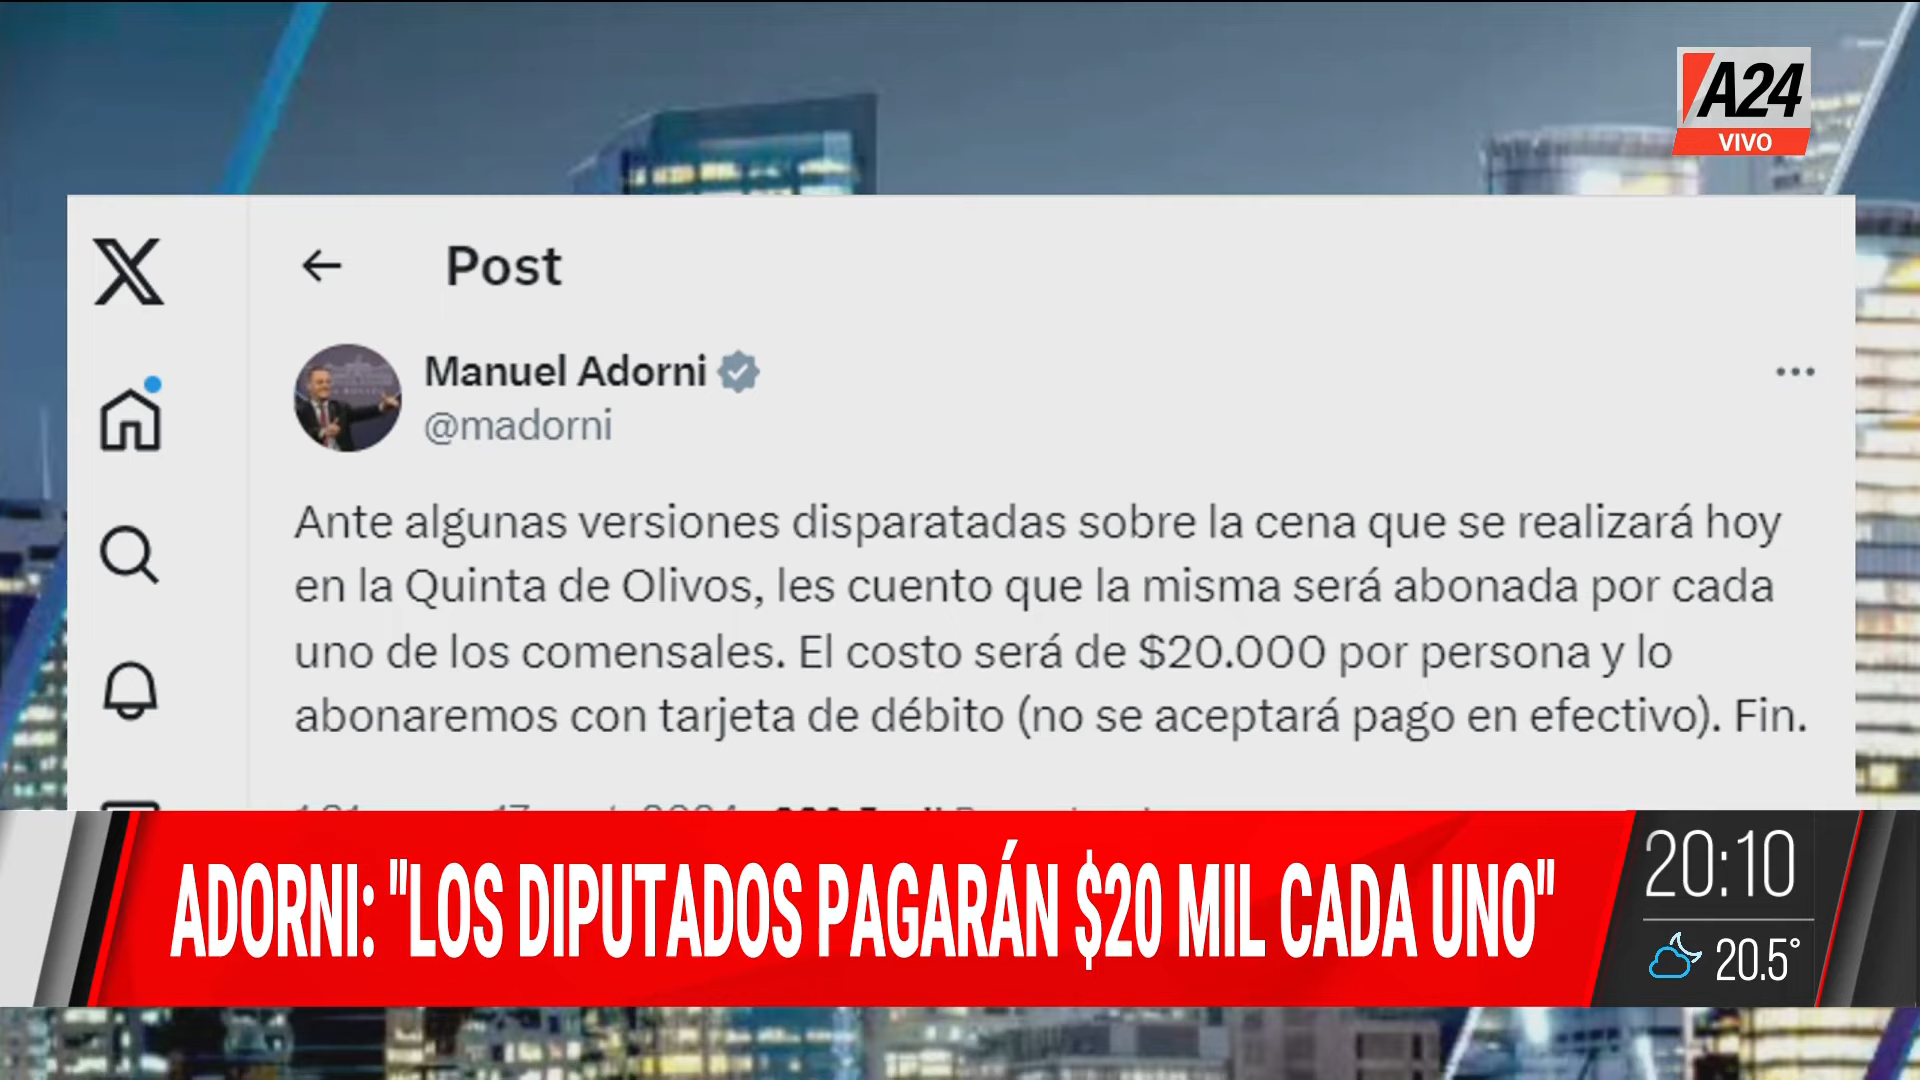 A24
VIVO
X
Post
Manuel Adorni
@madorni
Ante algunas versiones disparatadas sobre la cena que se realizará hoy
en la Quinta de Olivos, les cuento que la misma será abonada por cada
uno de los comensales. El costo será de $20.000 por persona y lo
abonaremos con tarjeta de débito (no se aceptará pago en efectivo). Fin.
ADORNI: "LOS DIPUTADOS PAGARÁN $20 MIL CADA UNO"
20:10
20.5°